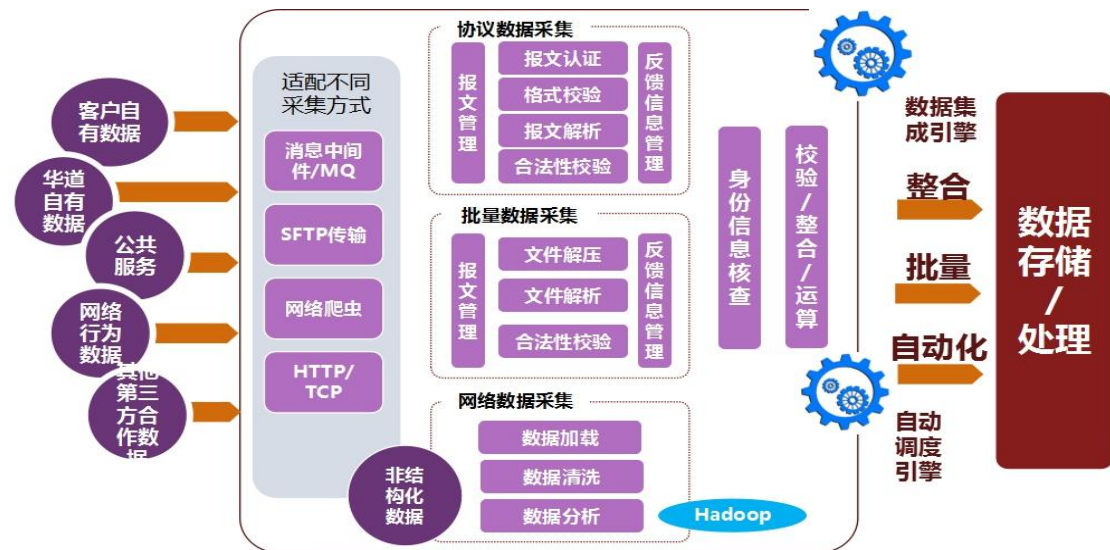 客户自
有数据
华道
自有
数据
公共
服务
网络
行为
数据
其他
第三
方合
作数
据
适配不同
采集方式
消息中间
件/MQ
SFTP传输
网络爬虫
HTTP/
TCP
非结
构化
数据
协议数据采集
报文管理
报文认证
格式校验
报文解析
合法性校验
反馈信息管理
批量数据采集
报文管理
文件解压
文件解析
合法性校验
反馈信息管理
网络数据采集
数据加载
数据清洗
数据分析
Hadoop
身份信息核查
校验/整合/运算
数据集
成引擎
整合
批量
自动化
自动
调度
引擎
数据
存储
/
处理